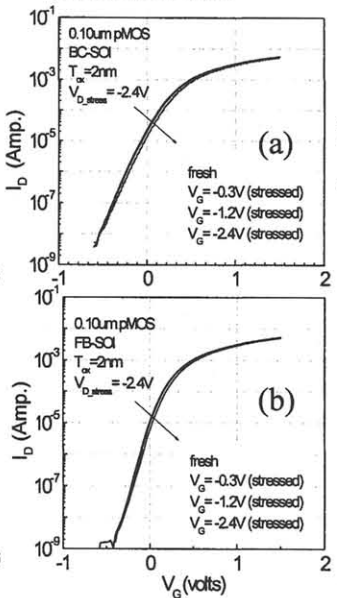 10⁻¹
0.10um pMOS
BC-SOI
10⁻³
T_ox=2nm
V_D_stress= -2.4V
10⁻⁵
(a)
I_D (Amp.)
fresh
V_G= -0.3V (stressed)
10⁻⁷
V_G= -1.2V (stressed)
V_G= -2.4V (stressed)
10⁻⁹
-1 0 1 2
10⁻¹
0.10um pMOS
FB-SOI
10⁻³
T_ox=2nm
V_D_stress= -2.4V
(b)
10⁻⁵
I_D (Amp.)
fresh
10⁻⁷
V_G= -0.3V (stressed)
V_G= -1.2V (stressed)
V_G= -2.4V (stressed)
10⁻⁹
-1 0 1 2
V_G(volts)